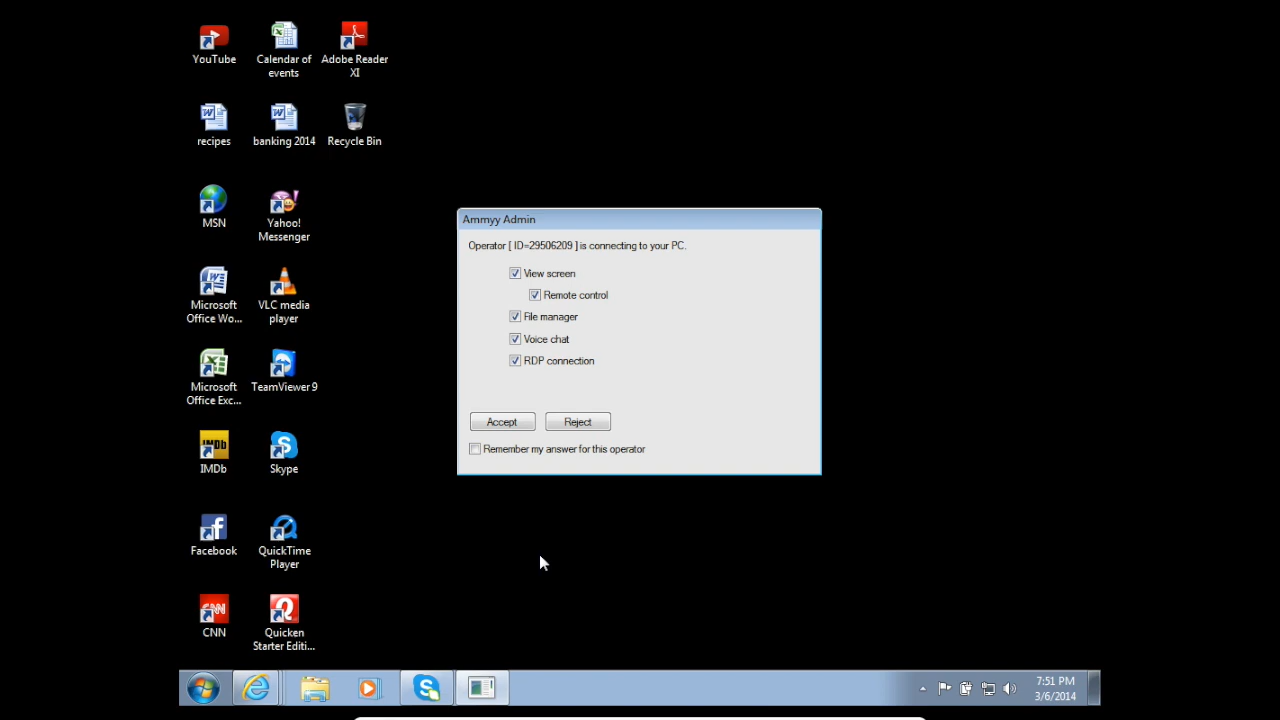 YouTube
Calendar of
events
Adobe Reader
XI
recipes
banking 2014
Recycle Bin
MSN
Yahoo!
Messenger
Microsoft
Office Wo...
VLC media
player
Microsoft
Office Exc...
TeamViewer 9
IMDb
IMDb
Skype
Facebook
QuickTime
Player
CNN
CNN
Quicken
Starter Editi...
Ammyy Admin
Operator [ ID=29506209 ] is connecting to your PC.
View screen
Remote control
File manager
Voice chat
RDP connection
Accept
Reject
Remember my answer for this operator
7:51 PM
3/6/2014